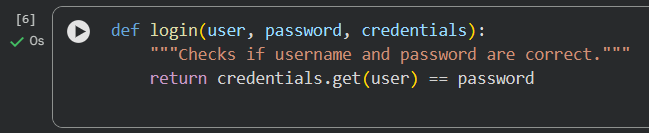 [6]
0s
def login(user, password, credentials):
    """Checks if username and password are correct."""
    return credentials.get(user) == password